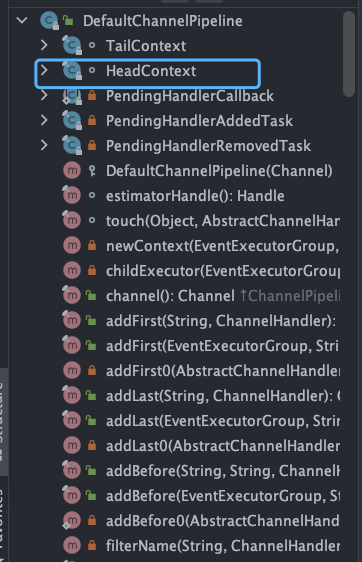 DefaultChannelPipeline
TailContext
HeadContext
PendingHandlerCallback
PendingHandlerAddedTask
PendingHandlerRemovedTask
DefaultChannelPipeline(Channel)
estimatorHandle(): Handle
touch(Object, AbstractChannelHan
newContext(EventExecutorGroup,
childExecutor(EventExecutorGroup
channel(): Channel ↑ChannelPipeli
addFirst(String, ChannelHandler):
addFirst(EventExecutorGroup, Stri
addFirst0(AbstractChannelHandler
addLast(String, ChannelHandler): C
addLast(EventExecutorGroup, Stri
addLast0(AbstractChannelHandler
addBefore(String, String, ChannelH
addBefore(EventExecutorGroup, St
addBefore0(AbstractChannelHand
filterName(String, ChannelHandler
Structure
Favorites